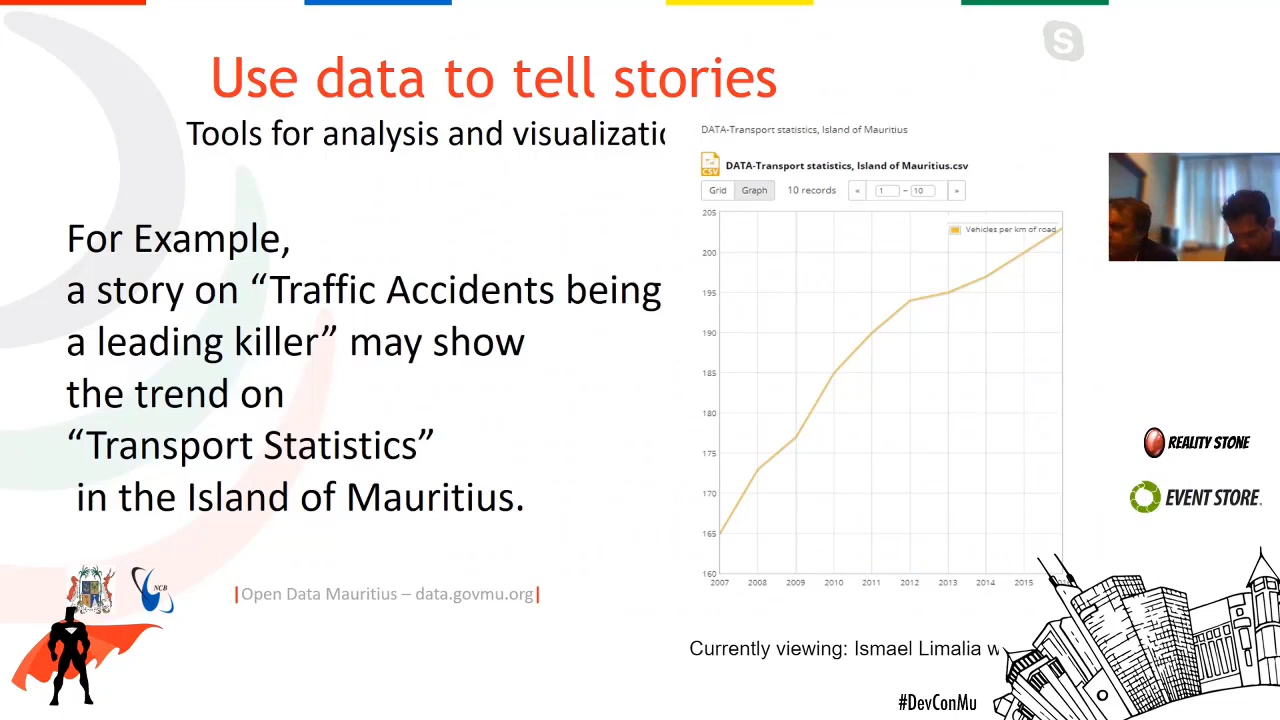 S
Use data to tell stories
Tools for analysis and visualizatio
For Example,
a story on “Traffic Accidents being
a leading killer” may show
the trend on
“Transport Statistics”
in the Island of Mauritius.
NCB
|Open Data Mauritius – data.govmu.org|
DATA-Transport statistics, Island of Mauritius
CSV
DATA-Transport statistics, Island of Mauritius.csv
Grid Graph 10 records « 1 – 10 »
Vehicles per km of road
205
200
195
190
185
180
175
170
165
160
2007 2008 2009 2010 2011 2012 2013 2014 2015
REALITY STONE
EVENT STORE.
Currently viewing: Ismael Limalia w
#DevConMu